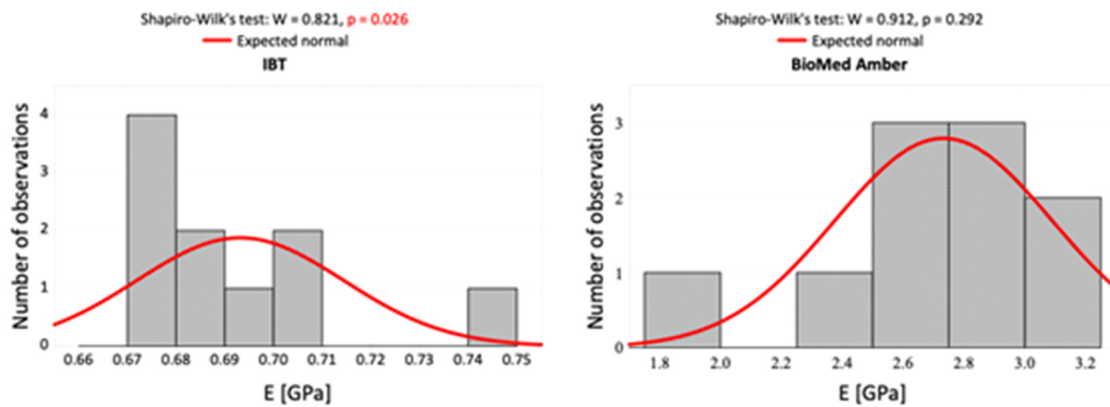 Shapiro-Wilk's test: W = 0.821, p = 0.026
Expected normal
IBT
Number of observations
4
3
2
1
0
0.66 0.67 0.68 0.69 0.70 0.71 0.72 0.73 0.74 0.75
E [GPa]
Shapiro-Wilk's test: W = 0.912, p = 0.292
Expected normal
BioMed Amber
Number of observations
3
2
1
0
1.8 2.0 2.2 2.4 2.6 2.8 3.0 3.2
E [GPa]